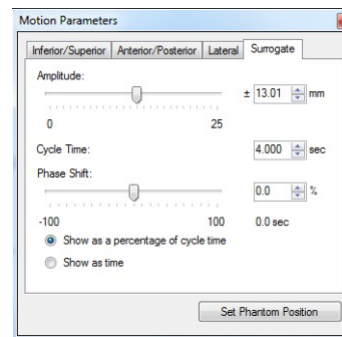 Motion Parameters
Inferior/Superior Anterior/Posterior Lateral Surrogate
Amplitude:
± 13.01 mm
0 25
Cycle Time: 4.000 sec
Phase Shift:
0.0 %
-100 100 0.0 sec
Show as a percentage of cycle time
Show as time
Set Phantom Position